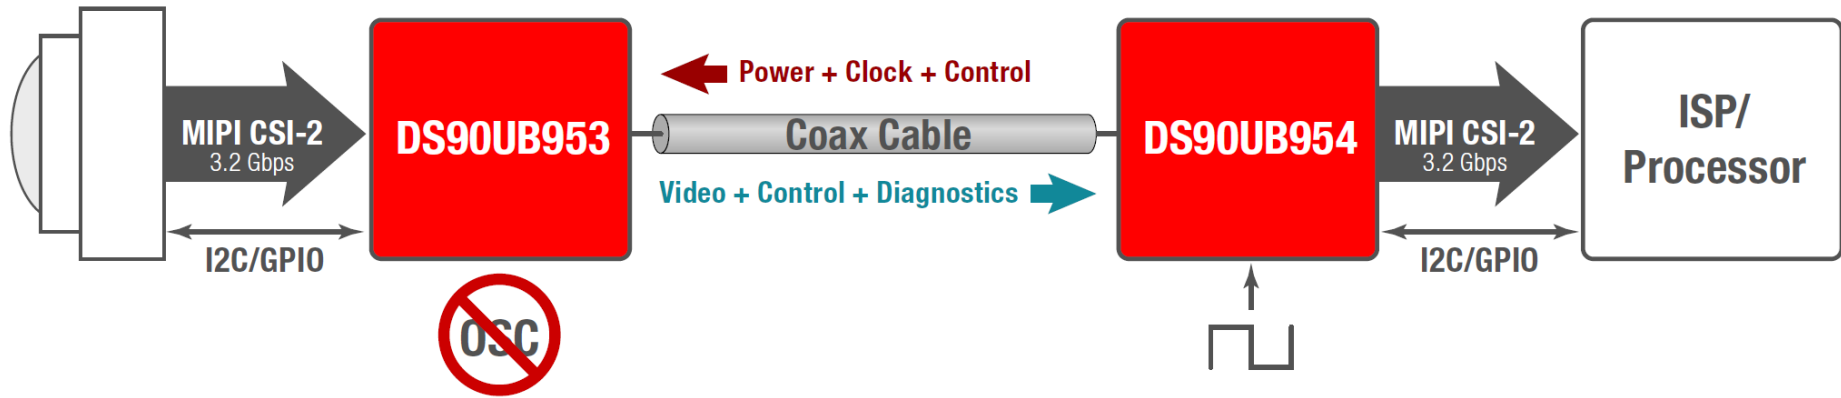 MIPI CSI-2
3.2 Gbps
I2C/GPIO
DS90UB953
OSC
Power + Clock + Control
Coax Cable
Video + Control + Diagnostics
DS90UB954
MIPI CSI-2
3.2 Gbps
I2C/GPIO
ISP/
Processor